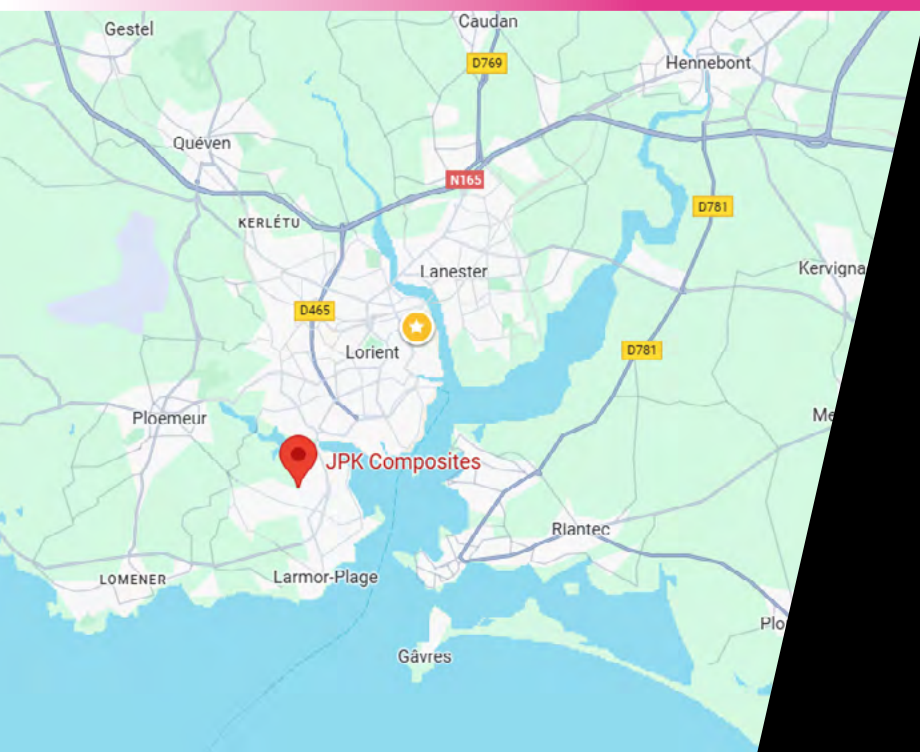 Caudan
Gestel
D769
Hennebont
Quéven
N165
D781
KERLÉTU
Kervigna
Lanester
D465
D781
Lorient
Me
Ploemeur
JPK Composites
Riantec
Larmor-Plage
LOMENER
Plo
Gâvres